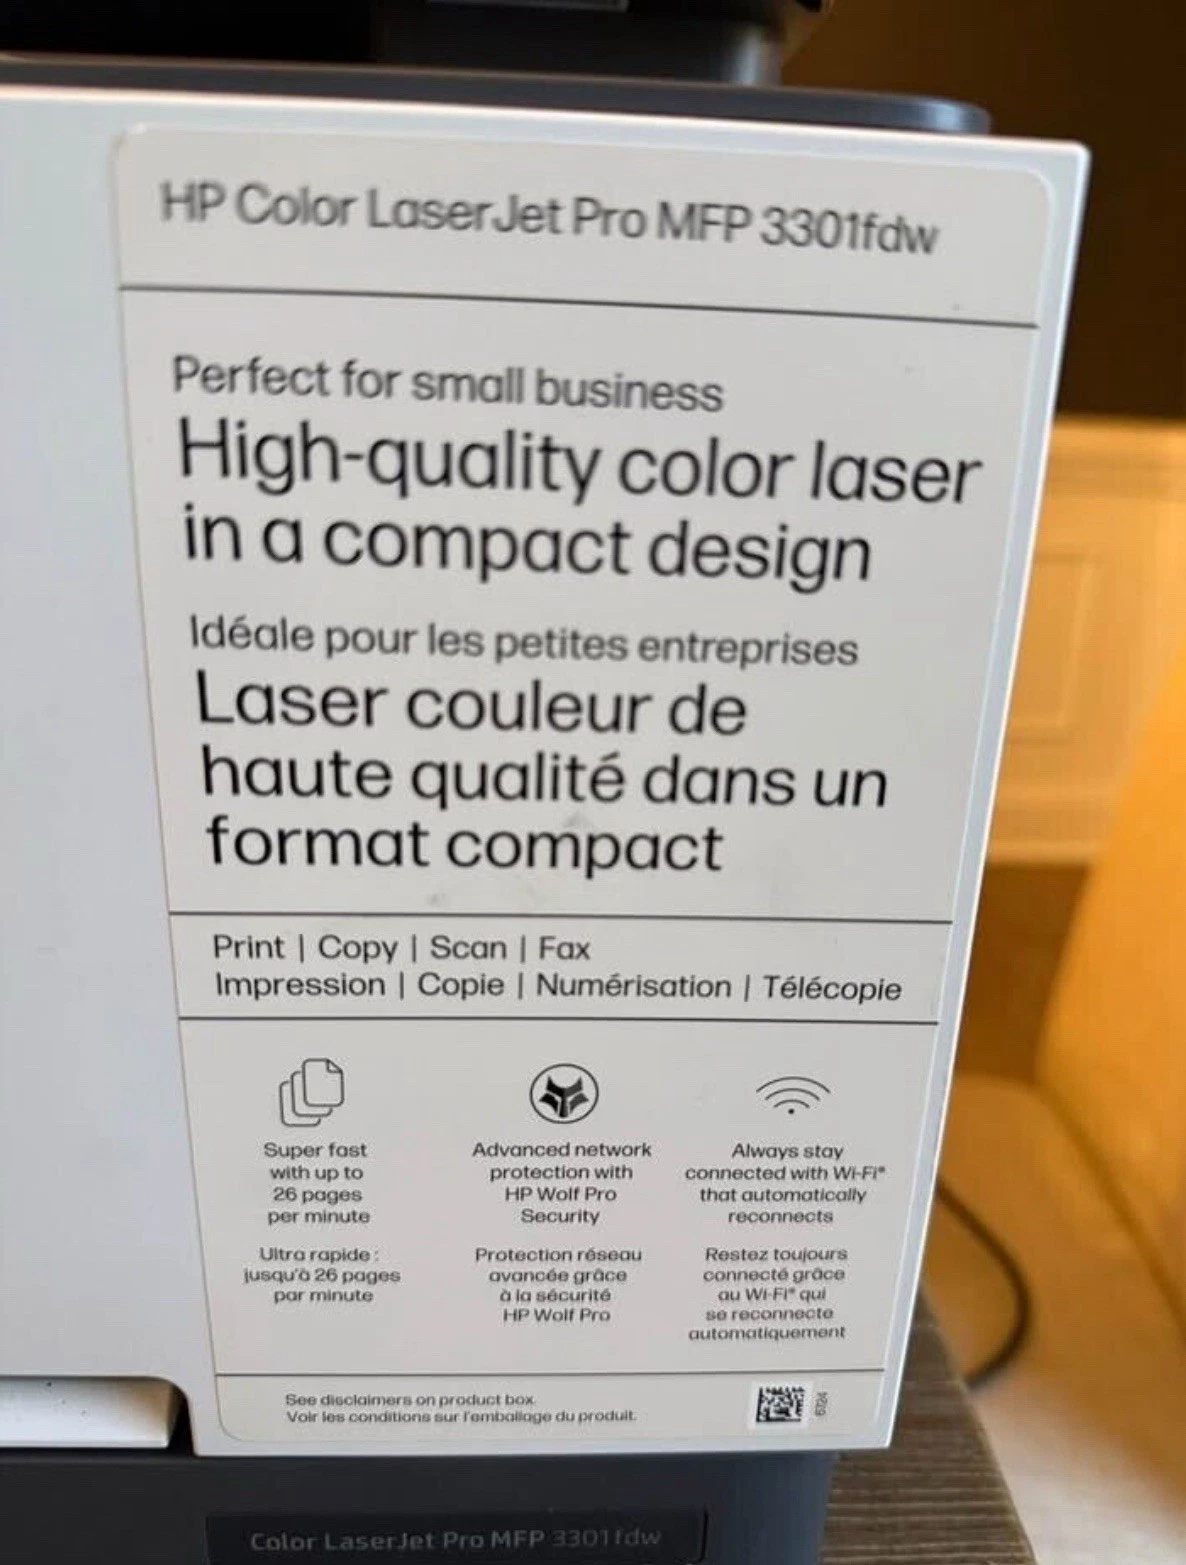 HP Color LaserJet Pro MFP 3301fdw
Perfect for small business
High-quality color laser
in a compact design
Idéale pour les petites entreprises
Laser couleur de
haute qualité dans un
format compact
Print | Copy | Scan | Fax
Impression | Copie | Numérisation | Télécopie
Super fast
with up to
26 pages
per minute
Ultra rapide :
jusqu'à 26 pages
par minute
Advanced network
protection with
HP Wolf Pro
Security
Protection réseau
avancée grâce
à la sécurité
HP Wolf Pro
Always stay
connected with Wi-Fi®
that automatically
reconnects
Restez toujours
connecté grâce
au Wi-Fi® qui
se reconnecte
automatiquement
See disclaimers on product box.
Voir les conditions sur l'emballage du produit.
Color LaserJet Pro MFP 3301fdw